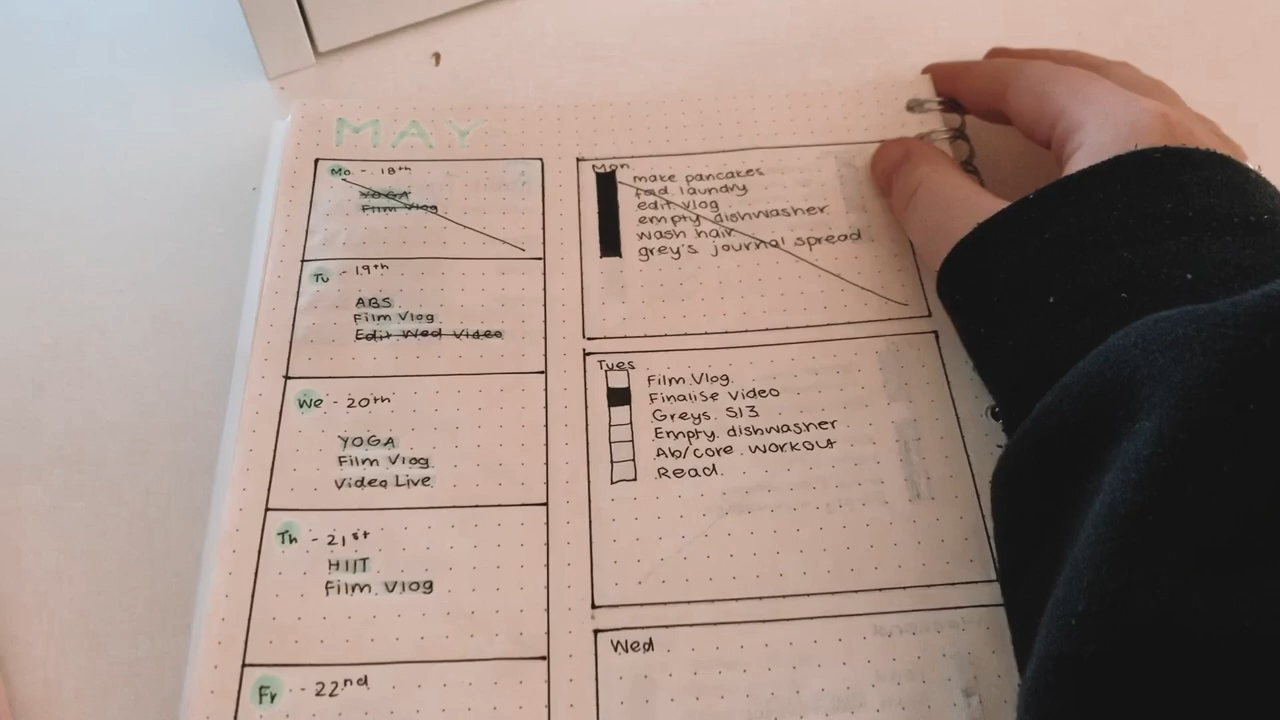 MAY
Mo - 18th
YOGA
Film Vlog
Tu - 19th
ABS
Film Vlog
Edit Wed Video
We - 20th
YOGA
Film Vlog
Video Live
Th - 21st
HIIT
Film Vlog
Fr - 22nd
Mon
make pancakes
fold laundry
edit vlog
empty dishwasher
wash hair
grey's journal spread
Tues
Film Vlog
Finalise video
Greys S13
Empty dishwasher
Ab/core workout
Read
Wed